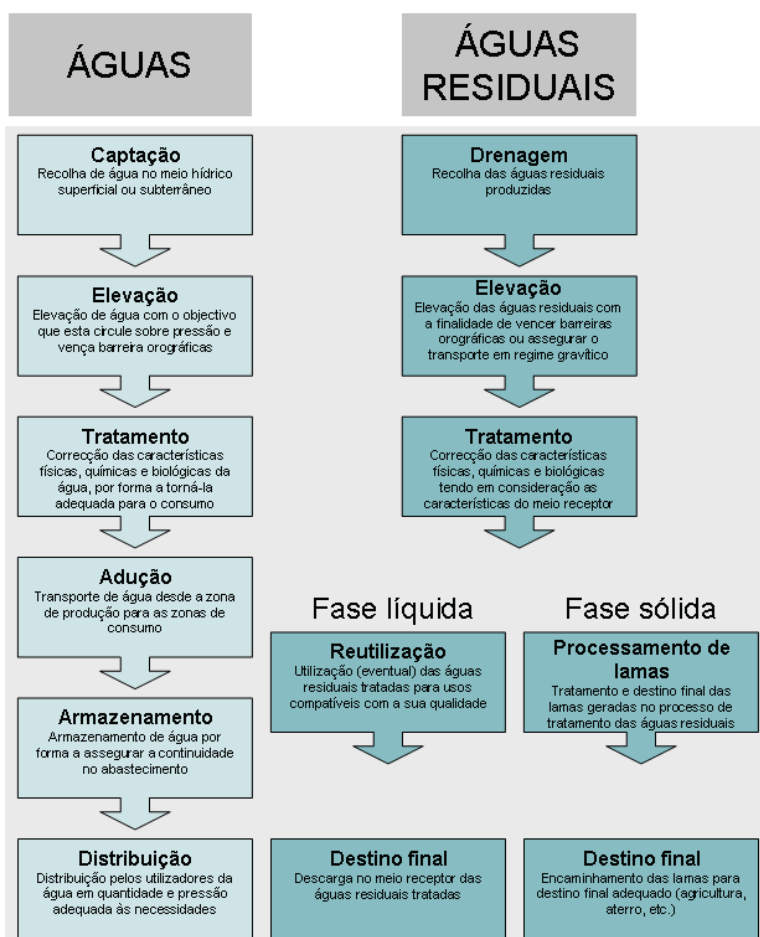 ÁGUAS
Captação
Recolha de água no meio hídrico
superficial ou subterrâneo
Elevação
Elevação de água com o objectivo
que esta circule sobre pressão e
vença barreira orográficas
Tratamento
Correcção das características
físicas, químicas e biológicas da
água, por forma a torná-la
adequada para o consumo
Adução
Transporte de água desde a zona
de produção para as zonas de
consumo
Armazenamento
Armazenamento de água por
forma a assegurar a continuidade
no abastecimento
Distribuição
Distribuição pelos utilizadores da
água em quantidade e pressão
adequada às necessidades
ÁGUAS
RESIDUAIS
Drenagem
Recolha das águas residuais
produzidas
Elevação
Elevação das águas residuais com
a finalidade de vencer barreiras
orográficas ou assegurar o
transporte em regime gravítico
Tratamento
Correcção das características
físicas, químicas e biológicas
tendo em consideração as
características do meio receptor
Fase líquida
Reutilização
Utilização (eventual) das águas
residuais tratadas para usos
compatíveis com a sua qualidade
Destino final
Descarga no meio receptor das
águas residuais tratadas
Fase sólida
Processamento de
lamas
Tratamento e destino final das
lamas geradas no processo de
tratamento das águas residuais
Destino final
Encaminhamento das lamas para
destino final adequado (agricultura,
aterro, etc.)